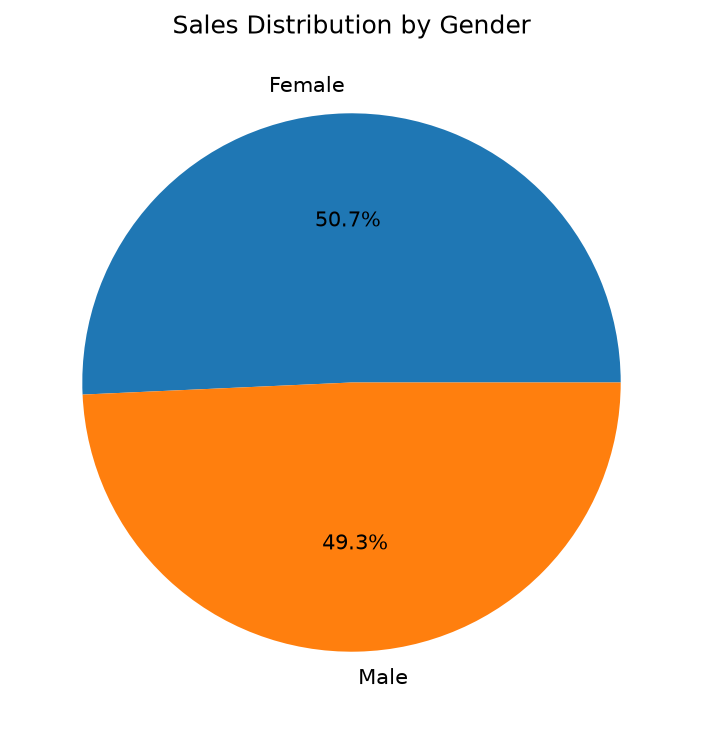 Sales Distribution by Gender
Female
50.7%
49.3%
Male